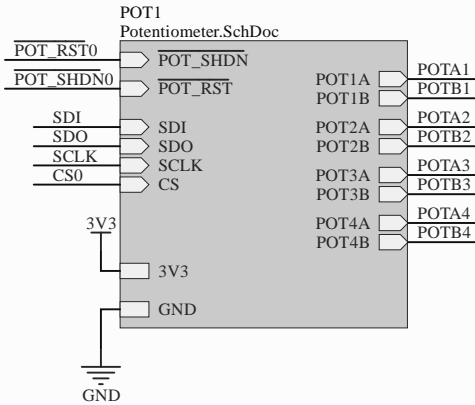 POT1
Potentiometer.SchDoc
POT_RST0 POT_SHDN
POT_SHDN0 POT_RST
POT1A POTA1
POT1B POTB1
SDI SDI POT2A POTA2
SDO SDO POT2B POTB2
SCLK SCLK
CS0 CS
POT3A POTA3
POT3B POTB3
POT4A POTA4
POT4B POTB4
3V3
3V3
GND
GND